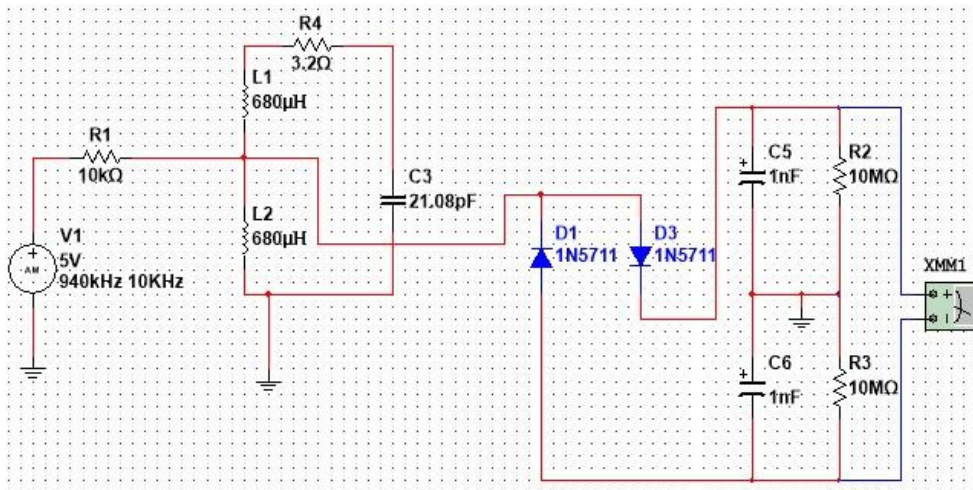 R4
3.2Ω
L1
680µH
R1
10kΩ
C3
21.08pF
L2
680µH
V1
5V
940kHz 10KHz
AM
D1
1N5711
D3
1N5711
C5
1nF
R2
10MΩ
XMM1
C6
1nF
R3
10MΩ